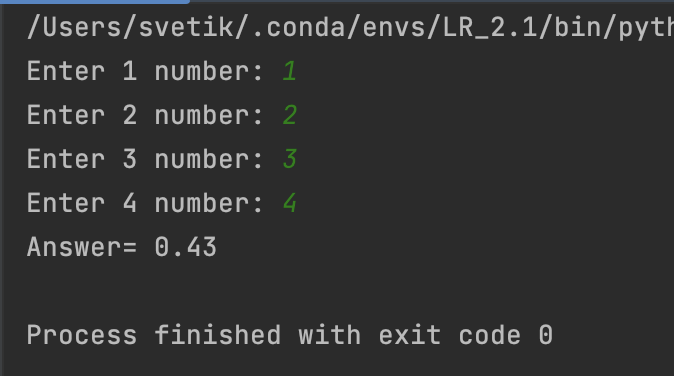 /Users/svetik/.conda/envs/LR_2.1/bin/pyth
Enter 1 number: 1
Enter 2 number: 2
Enter 3 number: 3
Enter 4 number: 4
Answer= 0.43
Process finished with exit code 0